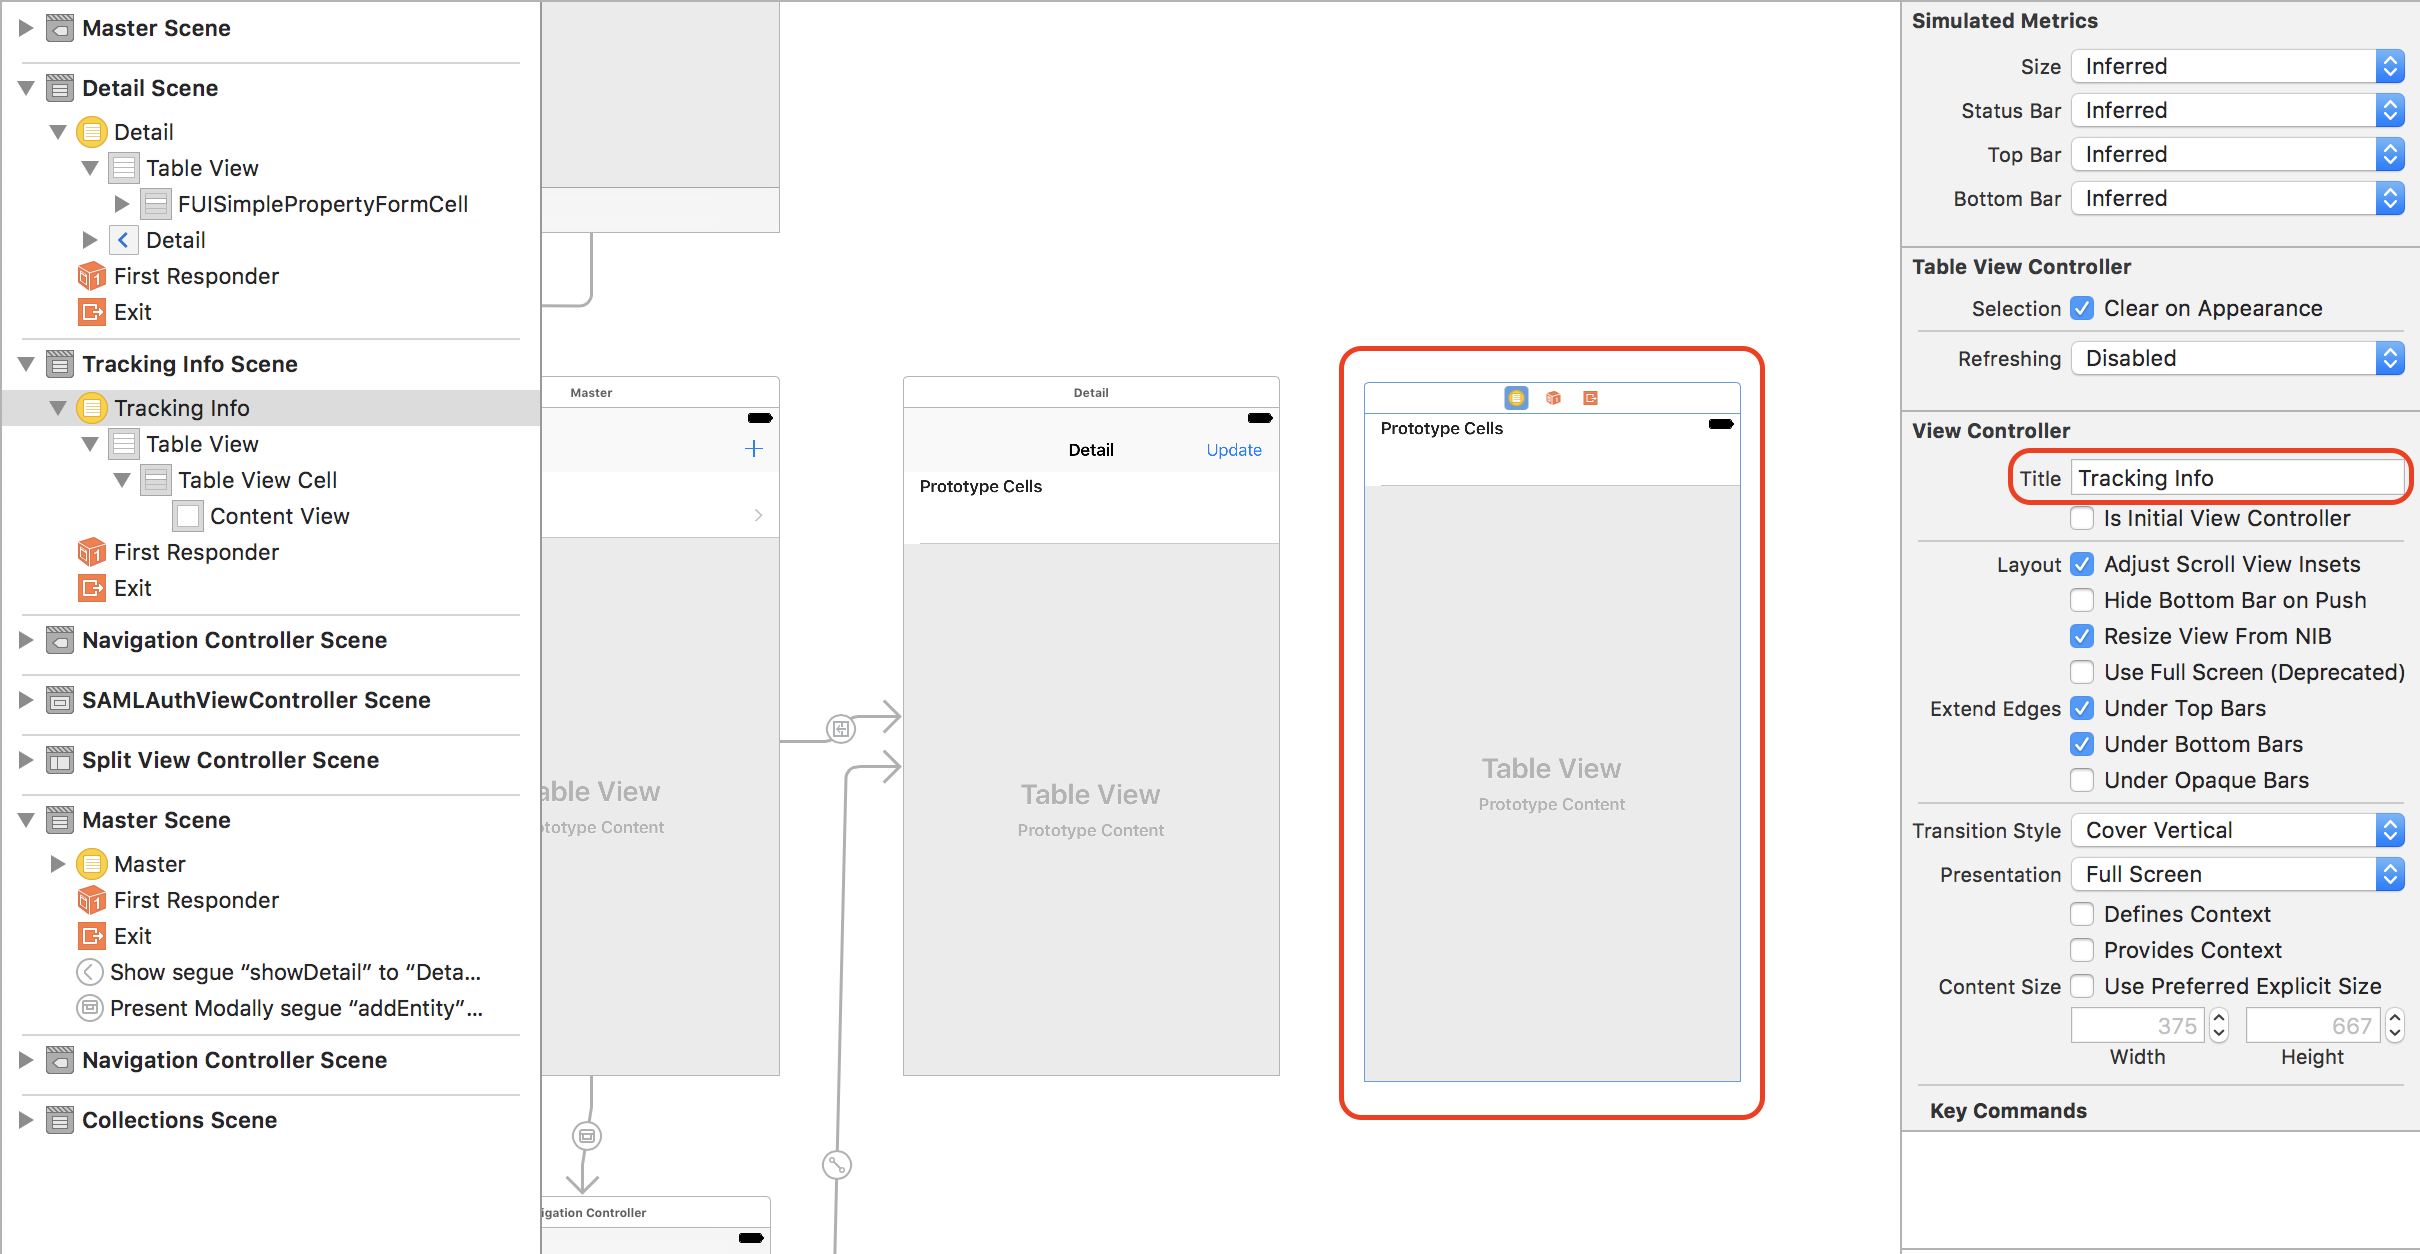 Master Scene
Detail Scene
Detail
Table View
FUISimplePropertyFormCell
Detail
First Responder
Exit
Tracking Info Scene
Tracking Info
Table View
Table View Cell
Content View
First Responder
Exit
Navigation Controller Scene
SAMLAuthViewController Scene
Split View Controller Scene
Master Scene
Master
First Responder
Exit
Show segue “showDetail” to “Deta...
Present Modally segue “addEntity”...
Navigation Controller Scene
Collections Scene
Master
able View
ototype Content
igation Controller
Detail
Detail
Update
Prototype Cells
Table View
Prototype Content
Prototype Cells
Table View
Prototype Content
Simulated Metrics
Size Inferred
Status Bar Inferred
Top Bar Inferred
Bottom Bar Inferred
Table View Controller
Selection Clear on Appearance
Refreshing Disabled
View Controller
Title Tracking Info
Is Initial View Controller
Layout Adjust Scroll View Insets
Hide Bottom Bar on Push
Resize View From NIB
Use Full Screen (Deprecated)
Extend Edges Under Top Bars
Under Bottom Bars
Under Opaque Bars
Transition Style Cover Vertical
Presentation Full Screen
Defines Context
Provides Context
Content Size Use Preferred Explicit Size
375 667
Width Height
Key Commands